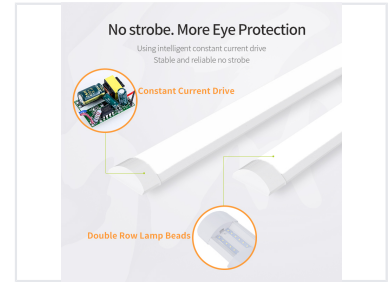 No strobe. More Eye Protection
Using intelligent constant current drive
Stable and reliable no strobe
Constant Current Drive
Double Row Lamp Beads